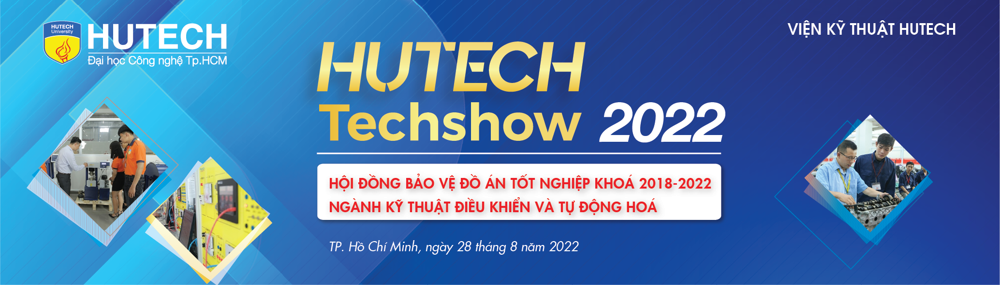 HUTECH
University
HUTECH
Đại học Công nghệ Tp.HCM
VIỆN KỸ THUẬT HUTECH
HUTECH
Techshow 2022
HỘI ĐỒNG BẢO VỆ ĐỒ ÁN TỐT NGHIỆP KHOÁ 2018-2022
NGÀNH KỸ THUẬT ĐIỀU KHIỂN VÀ TỰ ĐỘNG HOÁ
TP. Hồ Chí Minh, ngày 28 tháng 8 năm 2022